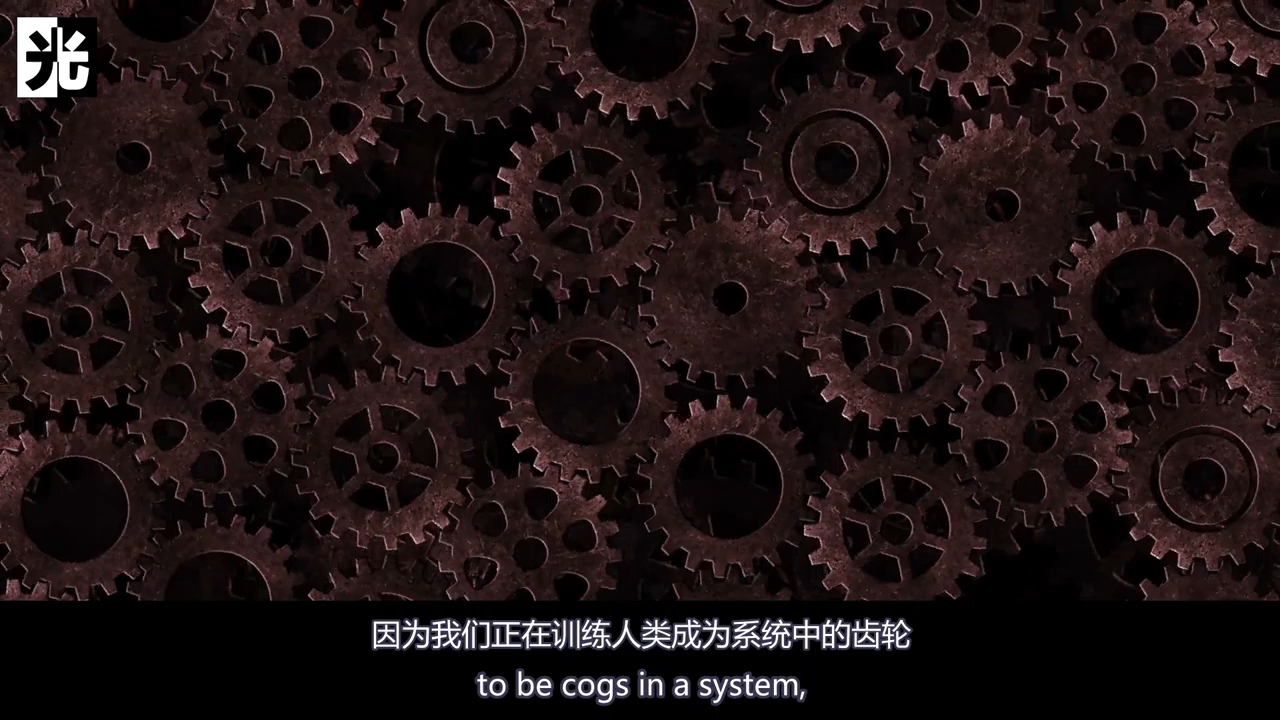 光
因为我们正在训练人类成为系统中的齿轮
to be cogs in a system,